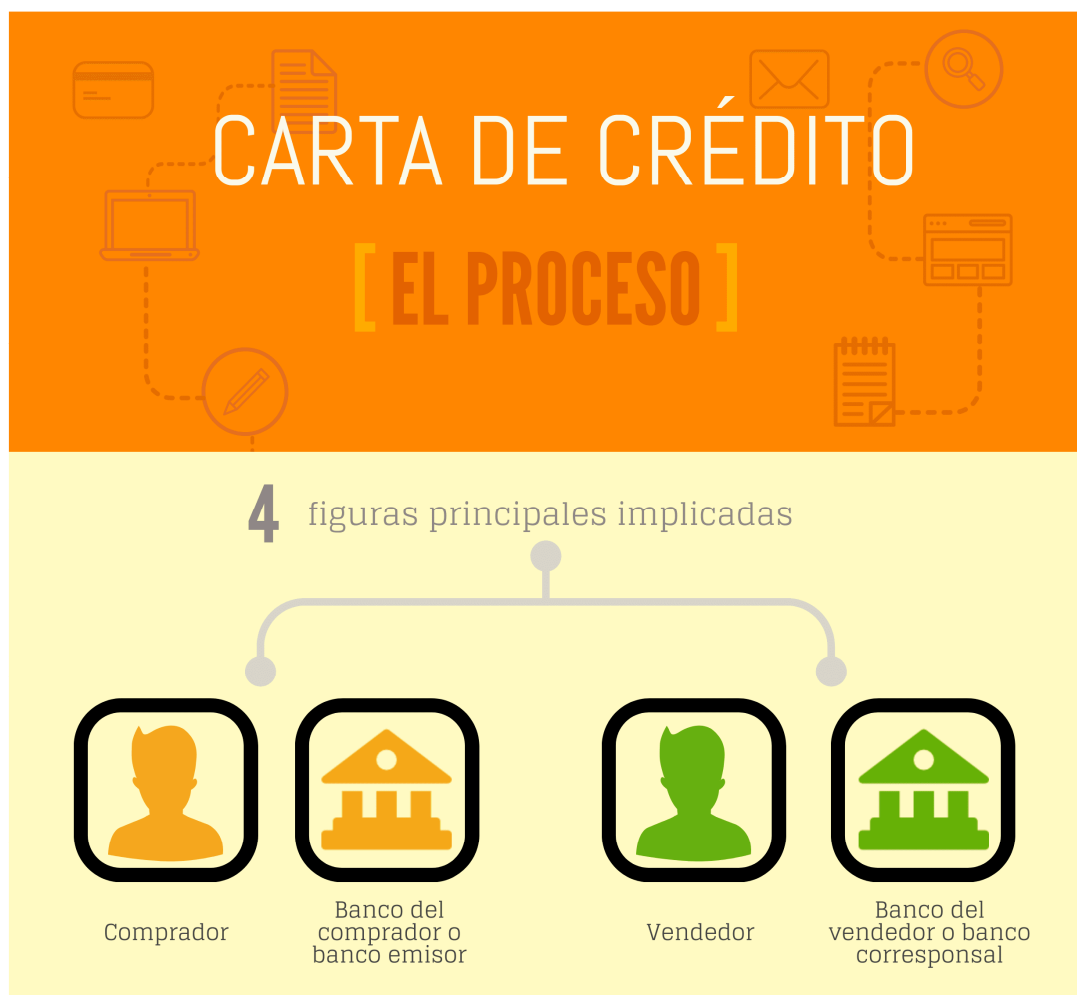 CARTA DE CRÉDITO
[ EL PROCESO ]
4 figuras principales implicadas
Comprador
Banco del
comprador o
banco emisor
Vendedor
Banco del
vendedor o banco
corresponsal